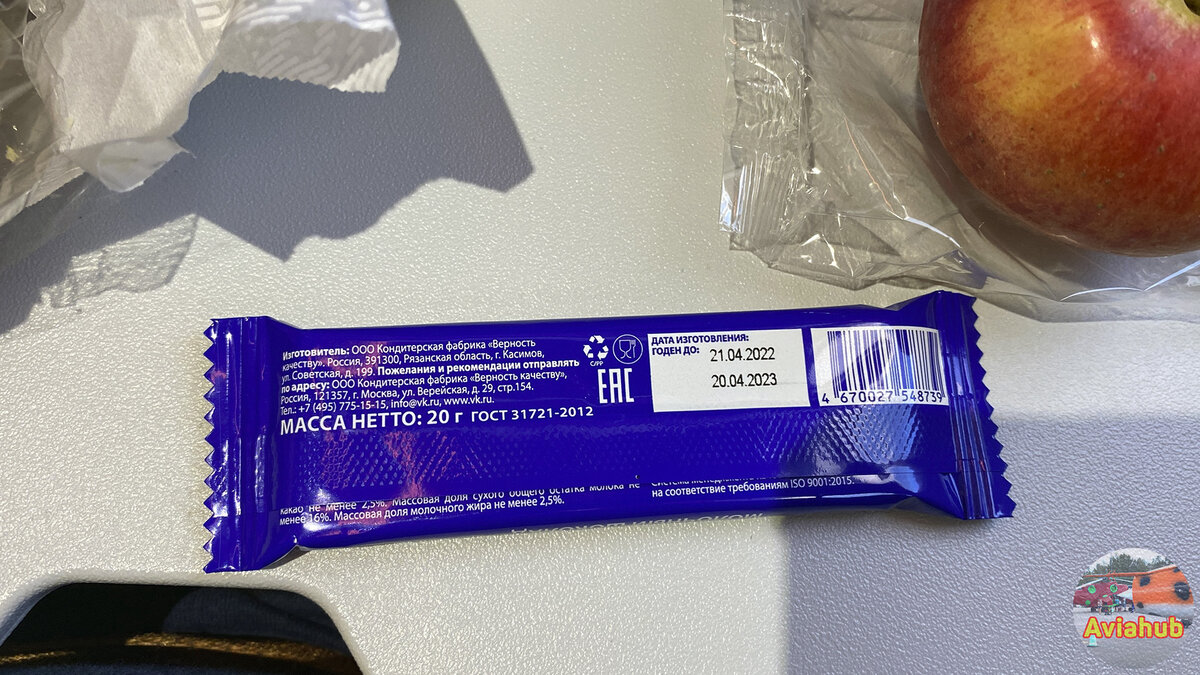 Изготовитель: ООО Кондитерская фабрика «Верность
качеству». Россия, 391300, Рязанская область, г. Касимов,
ул. Советская, д. 199. Пожелания и рекомендации отправлять
по адресу: ООО Кондитерская фабрика «Верность качеству»,
Россия, 121357, г. Москва, ул. Верейская, д. 29, стр.154.
Тел.: +7 (495) 775-15-15, info@vk.ru, www.vk.ru.
МАССА НЕТТО: 20 г ГОСТ 31721-2012
C/PP
EAC
ДАТА ИЗГОТОВЛЕНИЯ:
ГОДЕН ДО:
21.04.2022
20.04.2023
4 670027 548739
какао не менее 2,5%. Массовая доля сухого общего остатка молока не
менее 16%. Массовая доля молочного жира не менее 2,5%.
на соответствие требованиям ISO 9001:2015.
Aviahub